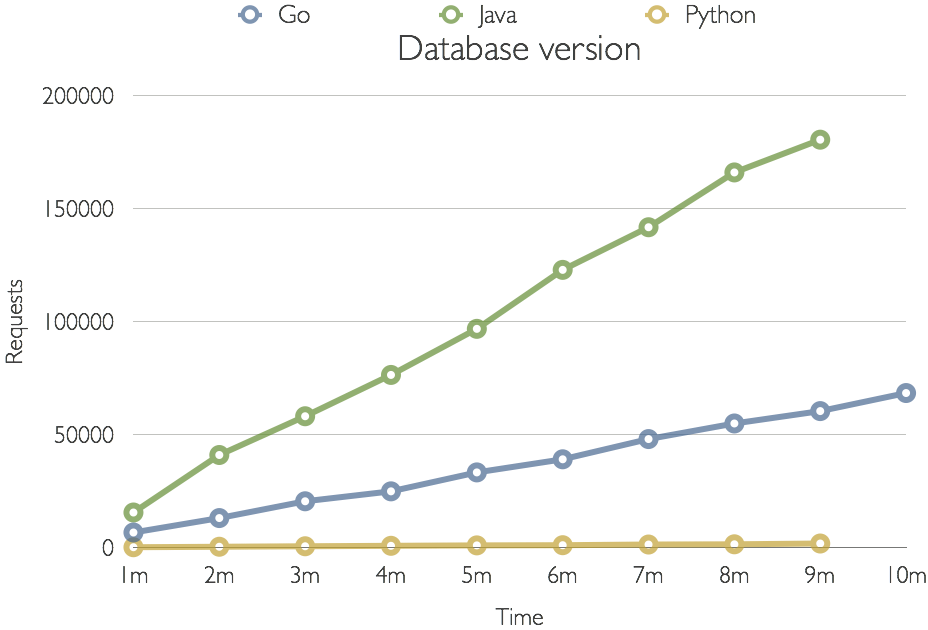 Go Java Python
Database version
200000
150000
100000
50000
0
Requests
1m 2m 3m 4m 5m 6m 7m 8m 9m 10m
Time